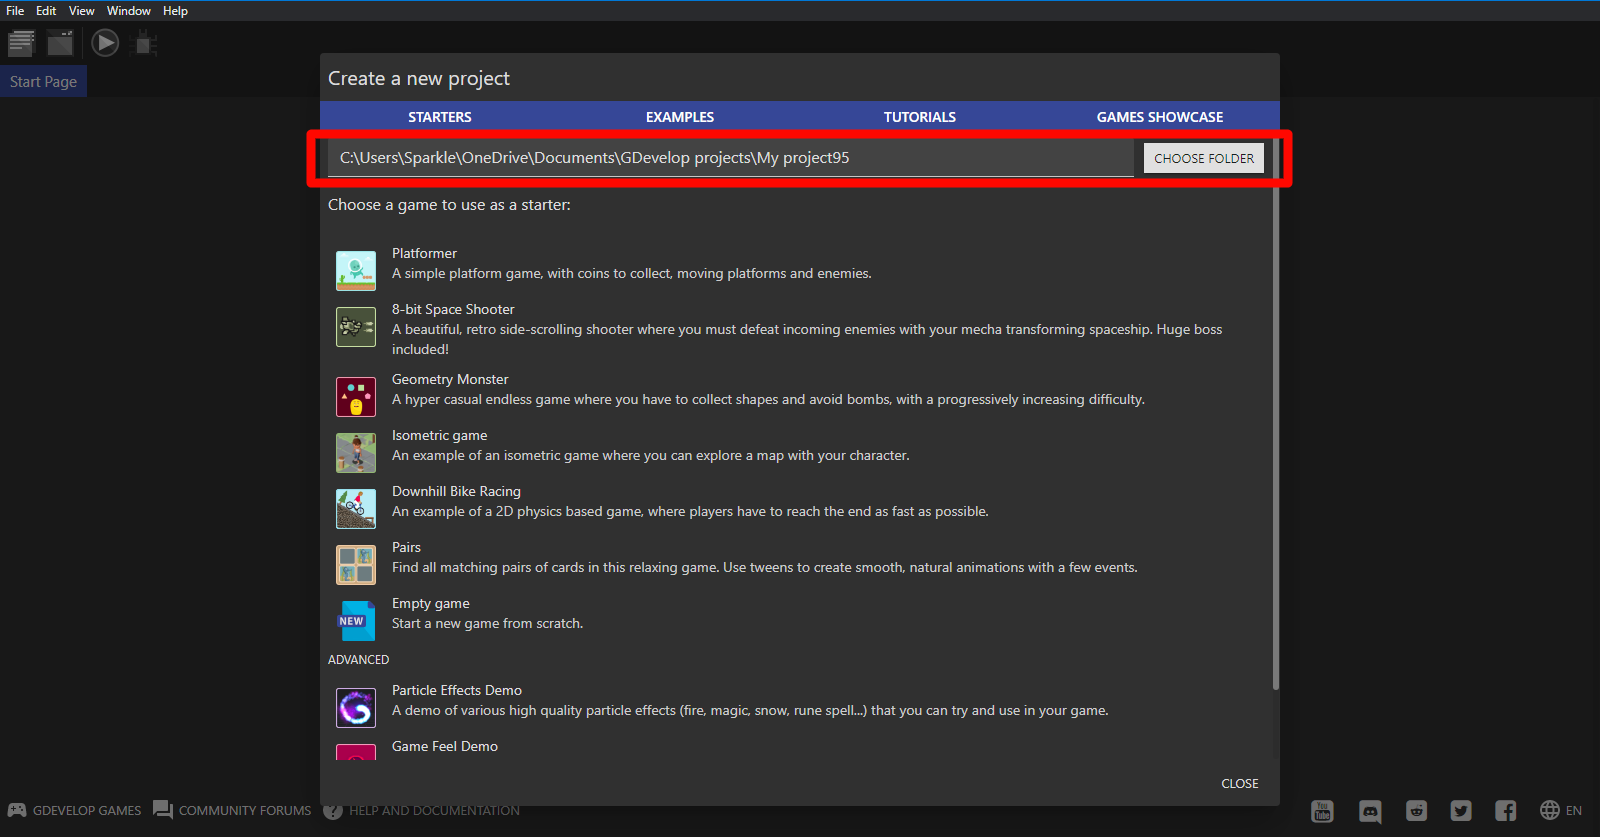 File Edit View Window Help
Start Page
Create a new project
STARTERS EXAMPLES TUTORIALS GAMES SHOWCASE
C:\Users\Sparkle\OneDrive\Documents\GDevelop projects\My project95 CHOOSE FOLDER
Choose a game to use as a starter:
Platformer
A simple platform game, with coins to collect, moving platforms and enemies.
8-bit Space Shooter
A beautiful, retro side-scrolling shooter where you must defeat incoming enemies with your mecha transforming spaceship. Huge boss
included!
Geometry Monster
A hyper casual endless game where you have to collect shapes and avoid bombs, with a progressively increasing difficulty.
Isometric game
An example of an isometric game where you can explore a map with your character.
Downhill Bike Racing
An example of a 2D physics based game, where players have to reach the end as fast as possible.
Pairs
Find all matching pairs of cards in this relaxing game. Use tweens to create smooth, natural animations with a few events.
NEW
Empty game
Start a new game from scratch.
ADVANCED
Particle Effects Demo
A demo of various high quality particle effects (fire, magic, snow, rune spell...) that you can try and use in your game.
Game Feel Demo
CLOSE
GDEVELOP GAMES COMMUNITY FORUMS ? HELP AND DOCUMENTATION You Tube EN